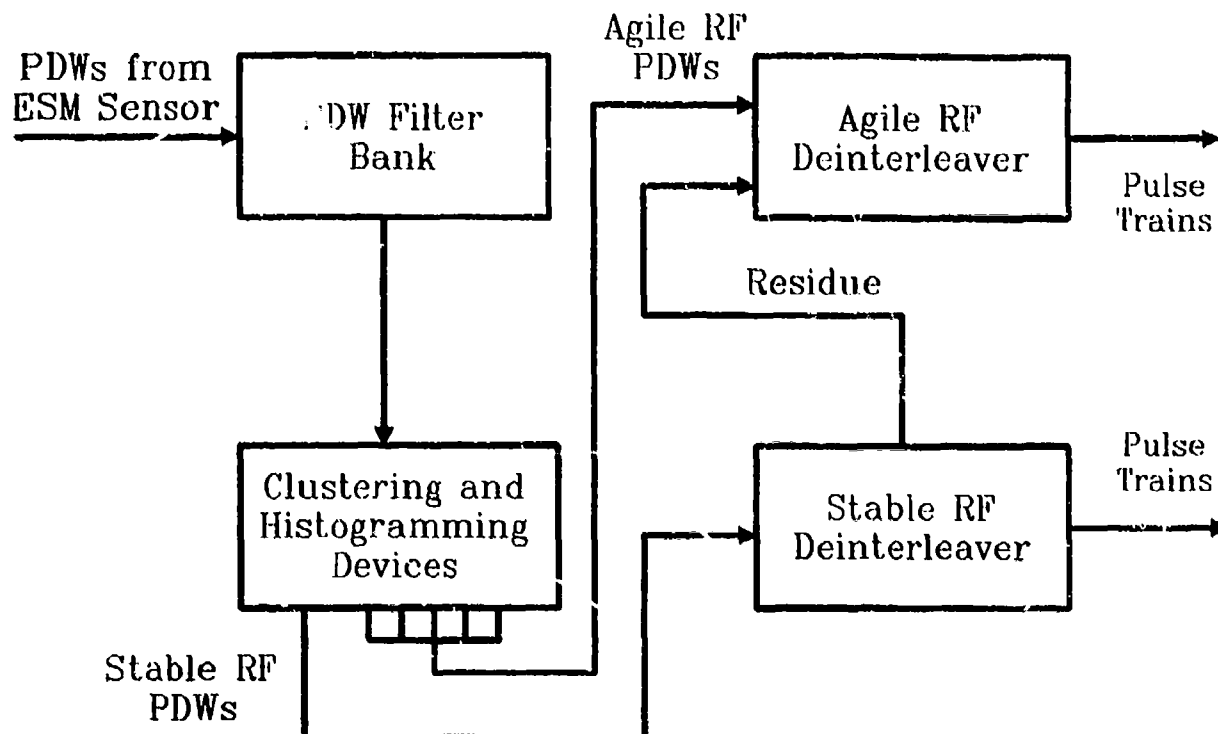 PDWs from
ESM Sensor
PDW Filter
Bank
Agile RF
PDWs
Agile RF
Deinterleaver
Pulse
Trains
Residue
Clustering and
Histogramming
Devices
Stable RF
Deinterleaver
Pulse
Trains
Stable RF
PDWs